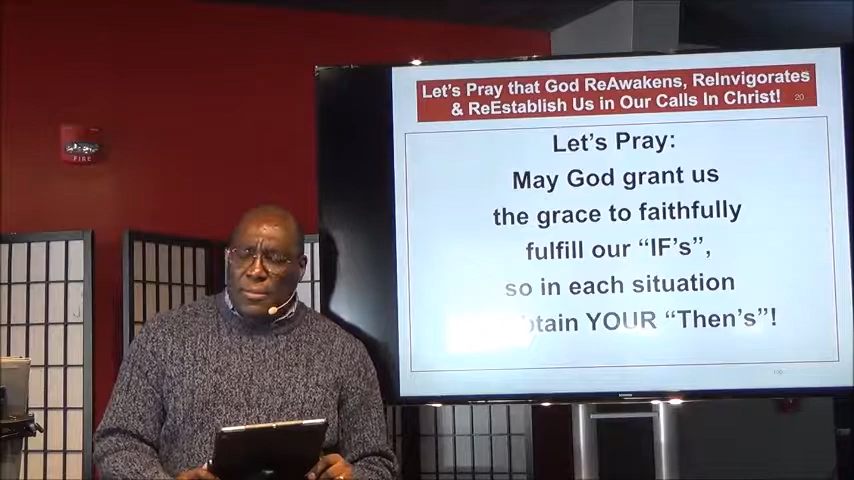 FIRE
Let's Pray that God ReAwakens, ReInvigorates
& ReEstablish Us in Our Calls In Christ!
20
Let's Pray:
May God grant us
the grace to faithfully
fulfill our “IF's”,
so in each situation
YOUR “Then's”!